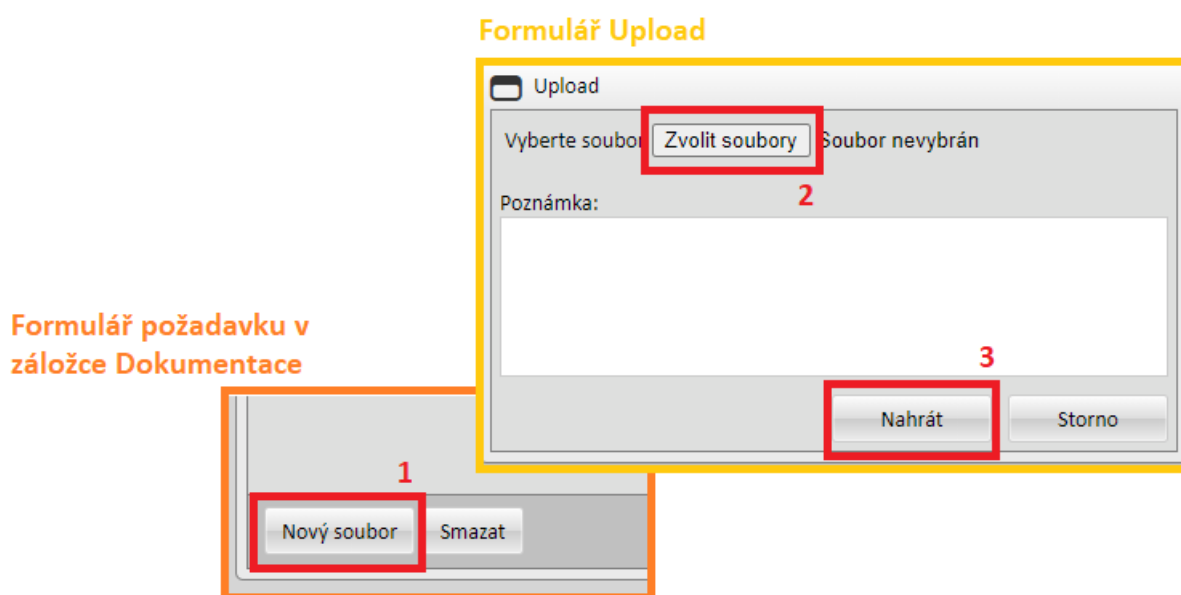 Formulář Upload
Upload
Vyberte soubor Zvolit soubory Soubor nevybrán
2
Poznámka:
Formulář požadavku v
záložce Dokumentace
3
Nahrát Storno
1
Nový soubor Smazat